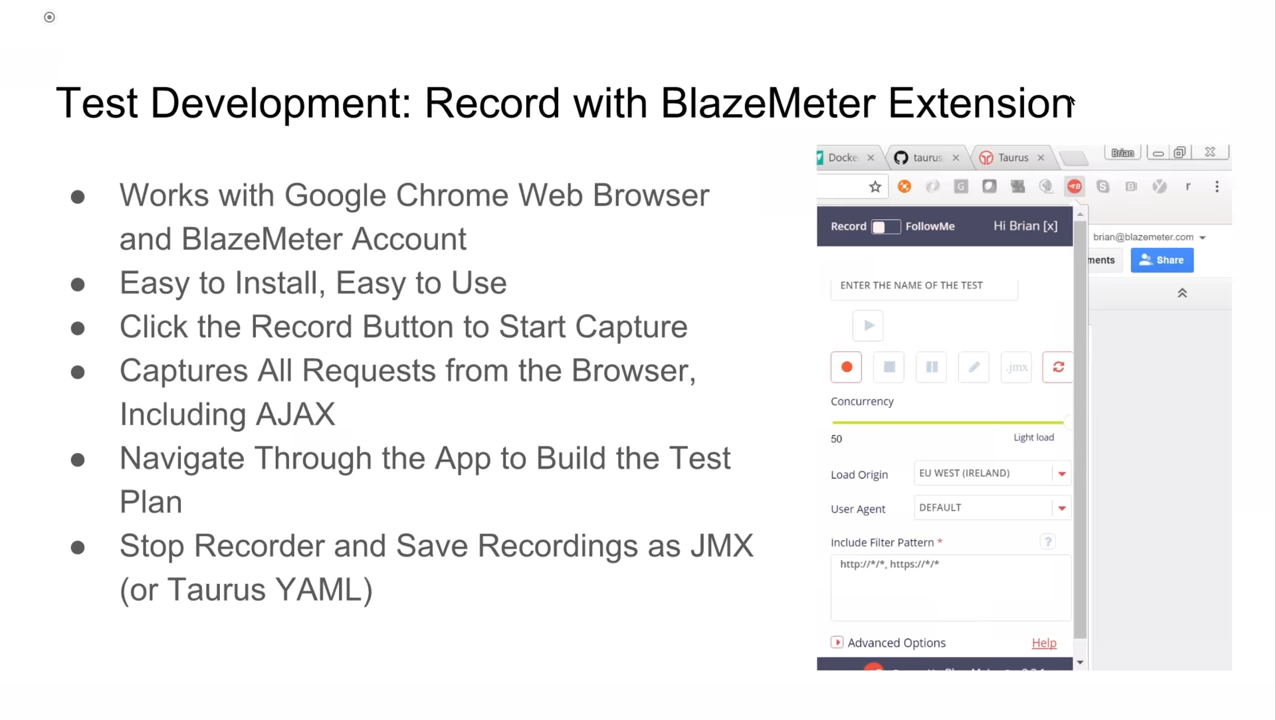 Test Development: Record with BlazeMeter Extension
● Works with Google Chrome Web Browser
and BlazeMeter Account
● Easy to Install, Easy to Use
● Click the Record Button to Start Capture
● Captures All Requests from the Browser,
Including AJAX
● Navigate Through the App to Build the Test
Plan
● Stop Recorder and Save Recordings as JMX
(or Taurus YAML)
Docke
taurus
Taurus
Brian
Record FollowMe Hi Brian [x]
brian@blazemeter.com
ments Share
ENTER THE NAME OF THE TEST
.jmx
Concurrency
50 Light load
Load Origin EU WEST (IRELAND)
User Agent DEFAULT
Include Filter Pattern * ?
http://*/*, https://*/*
Advanced Options Help